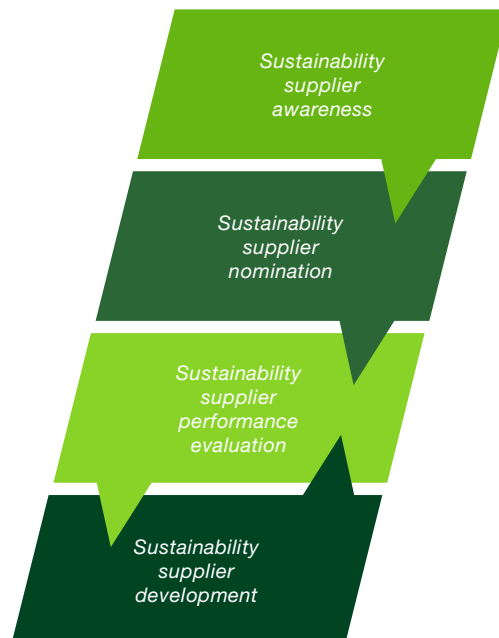 Sustainability
supplier
awareness
Sustainability
supplier
nomination
Sustainability
supplier
performance
evaluation
Sustainability
supplier
development